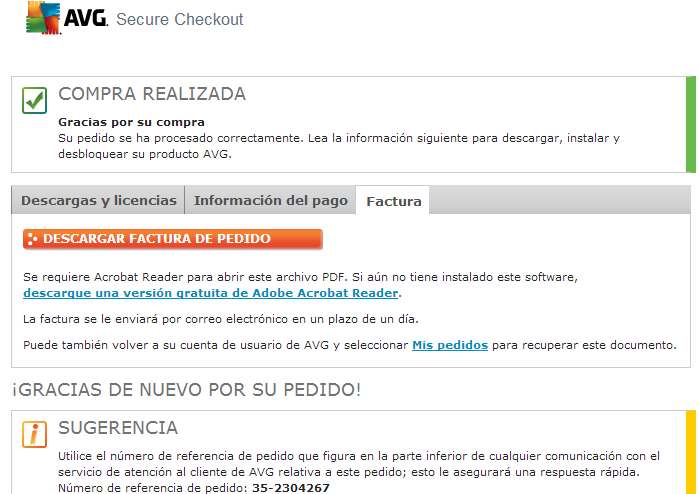 AVG. Secure Checkout
COMPRA REALIZADA
Gracias por su compra
Su pedido se ha procesado correctamente. Lea la información siguiente para descargar, instalar y
desbloquear su producto AVG.
Descargas y licencias Información del pago Factura
DESCARGAR FACTURA DE PEDIDO
Se requiere Acrobat Reader para abrir este archivo PDF. Si aún no tiene instalado este software,
descargue una versión gratuita de Adobe Acrobat Reader.
La factura se le enviará por correo electrónico en un plazo de un día.
Puede también volver a su cuenta de usuario de AVG y seleccionar Mis pedidos para recuperar este documento.
¡GRACIAS DE NUEVO POR SU PEDIDO!
SUGERENCIA
Utilice el número de referencia de pedido que figura en la parte inferior de cualquier comunicación con el
servicio de atención al cliente de AVG relativa a este pedido; esto le asegurará una respuesta rápida.
Número de referencia de pedido: 35-2304267